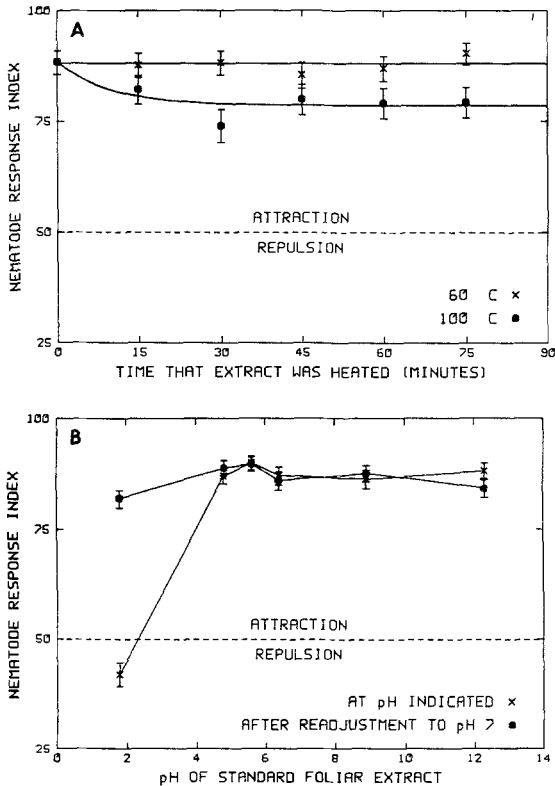 A
100
75
50
25
NEMATODE RESPONSE INDEX
ATTRACTION
REPULSION
60 C ×
100 C ●
0 15 30 45 60 75 90
TIME THAT EXTRACT WAS HEATED (MINUTES)
B
100
75
50
25
NEMATODE RESPONSE INDEX
ATTRACTION
REPULSION
AT pH INDICATED ×
AFTER READJUSTMENT TO pH 7 ●
0 2 4 6 8 10 12 14
pH OF STANDARD FOLIAR EXTRACT